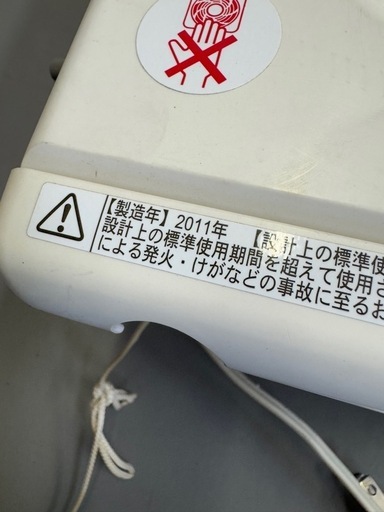 【製造年】2011年 【設計上の標準使
設計上の標準使用期間を超えて使用さ
による発火・けがなどの事故に至るお